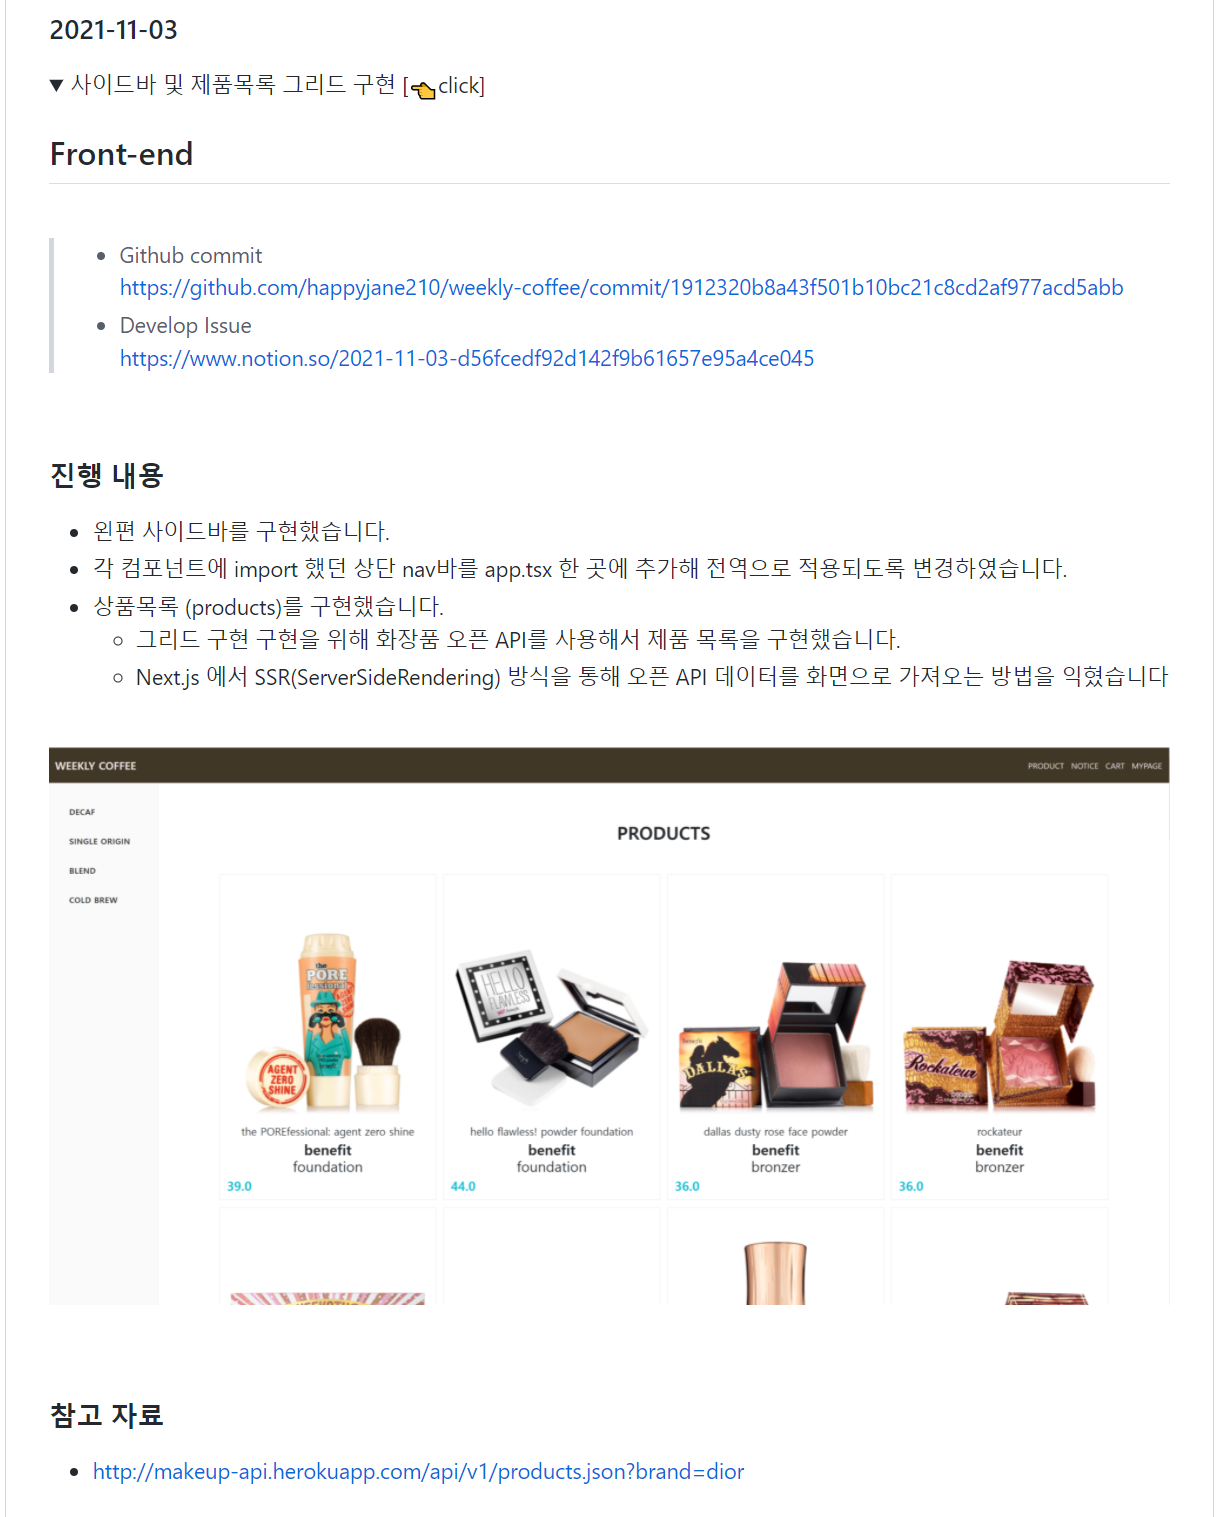 2021-11-03
▼ 사이드바 및 제품목록 그리드 구현 [👈click]
Front-end
Github commit
https://github.com/happyjane210/weekly-coffee/commit/1912320b8a43f501b10bc21c8cd2af977acd5abb
Develop Issue
https://www.notion.so/2021-11-03-d56fcedf92d142f9b61657e95a4ce045
진행 내용
왼편 사이드바를 구현했습니다.
각 컴포넌트에 import 했던 상단 nav바를 app.tsx 한 곳에 추가해 전역으로 적용되도록 변경하였습니다.
상품목록 (products)를 구현했습니다.
그리드 구현 구현을 위해 화장품 오픈 API를 사용해서 제품 목록을 구현했습니다.
Next.js 에서 SSR(ServerSideRendering) 방식을 통해 오픈 API 데이터를 화면으로 가져오는 방법을 익혔습니다
WEEKLY COFFEE PRODUCT NOTICE CART MYPAGE
DECAF
SINGLE ORIGIN
BLEND
COLD BREW
PRODUCTS
the
PORE
fessional
AGENT
ZERO
SHINE
HELLO
FLAWLESS
DALLAS
Rockateur
the POREfessional: agent zero shine
benefit
foundation
39.0
hello flawless! powder foundation
benefit
foundation
44.0
dallas dusty rose face powder
benefit
bronzer
36.0
rockateur
benefit
bronzer
36.0
참고 자료
http://makeup-api.herokuapp.com/api/v1/products.json?brand=dior